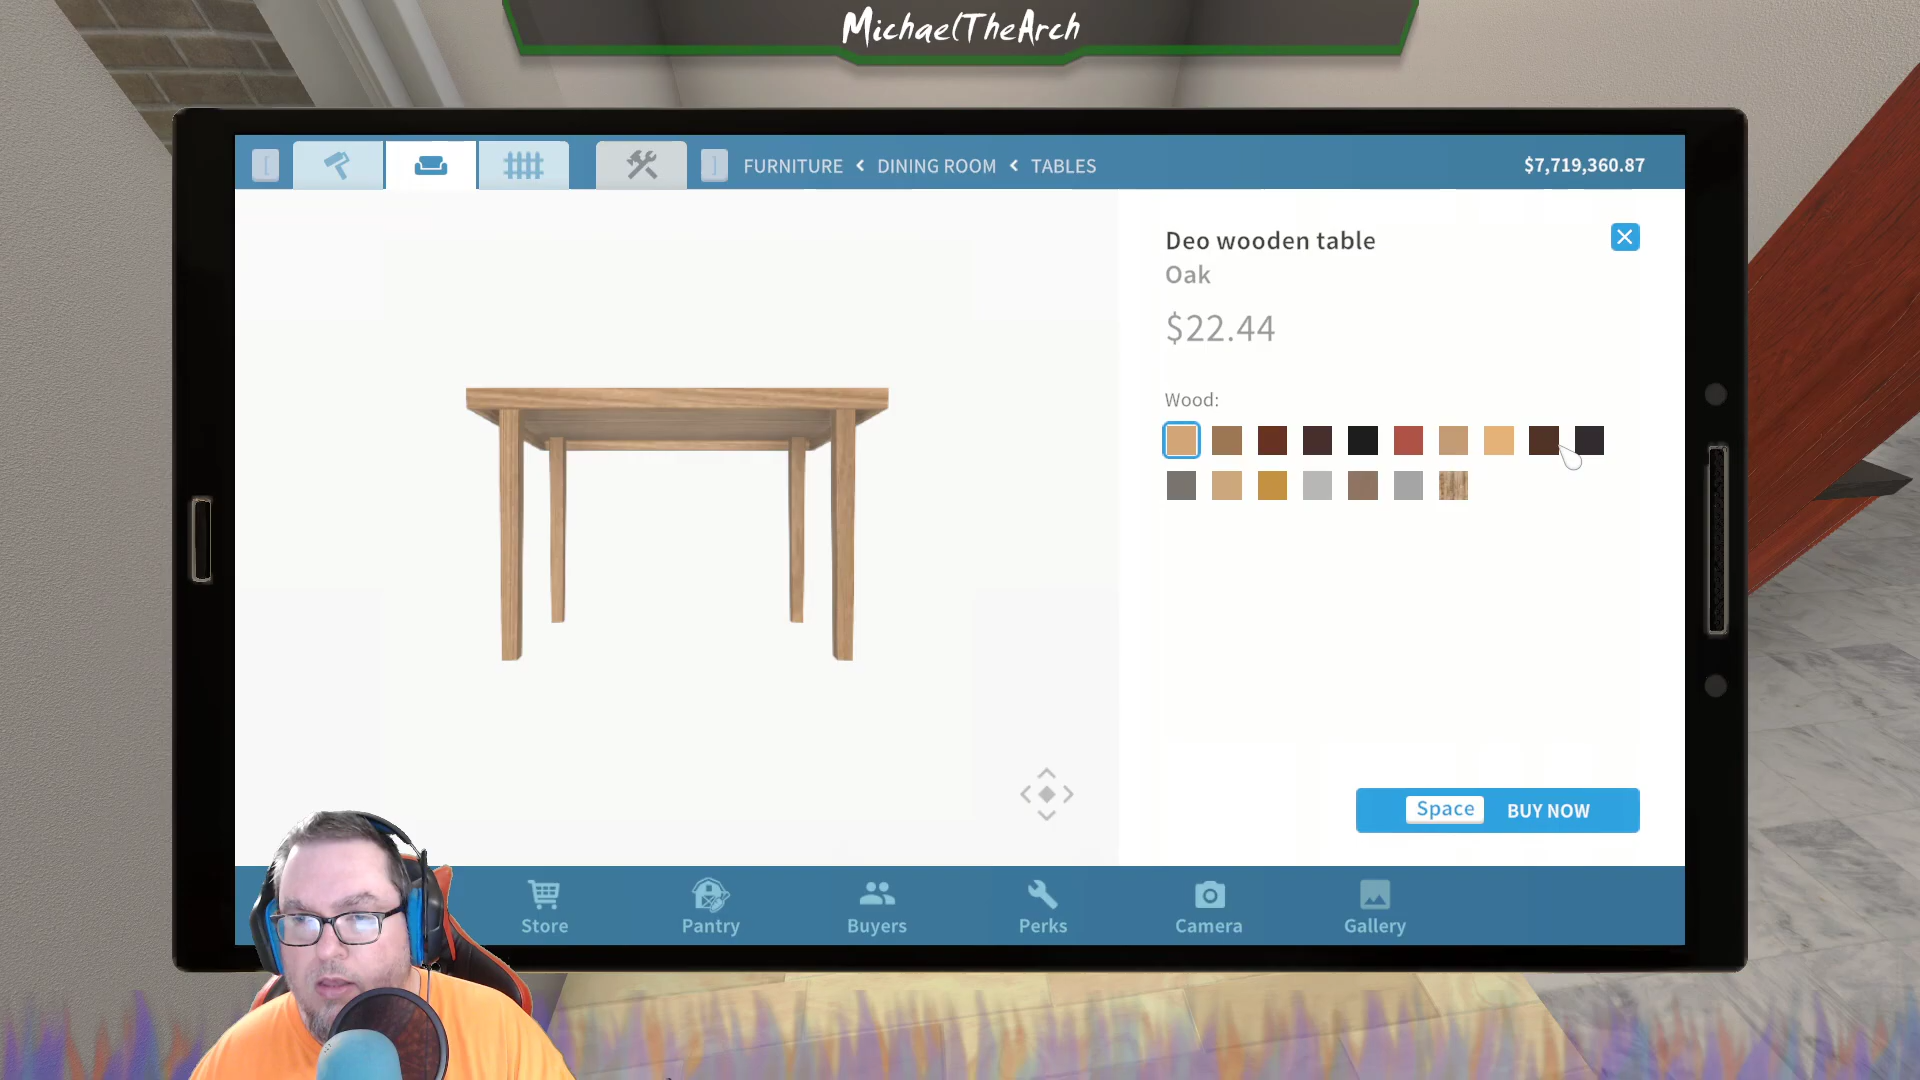 MichaelTheArch
[
]
FURNITURE < DINING ROOM < TABLES
$7,719,360.87
Deo wooden table
Oak
$22.44
Wood:
Space BUY NOW
Store
Pantry
Buyers
Perks
Camera
Gallery